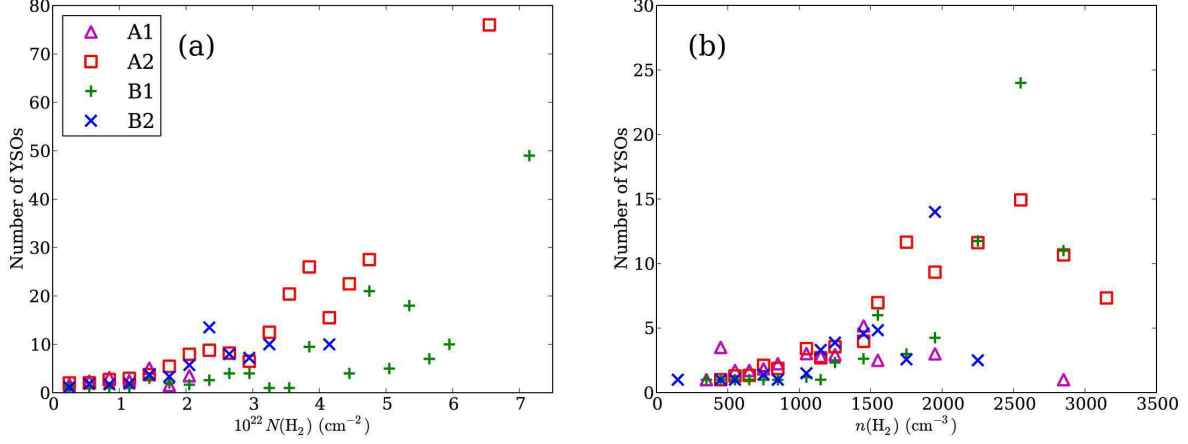 (a)
A1
A2
B1
B2
Number of YSOs
80
70
60
50
40
30
20
10
0
0 1 2 3 4 5 6 7
10^22 N(H₂) (cm⁻²)
(b)
Number of YSOs
30
25
20
15
10
5
0
0 500 1000 1500 2000 2500 3000 3500
n(H₂) (cm⁻³)